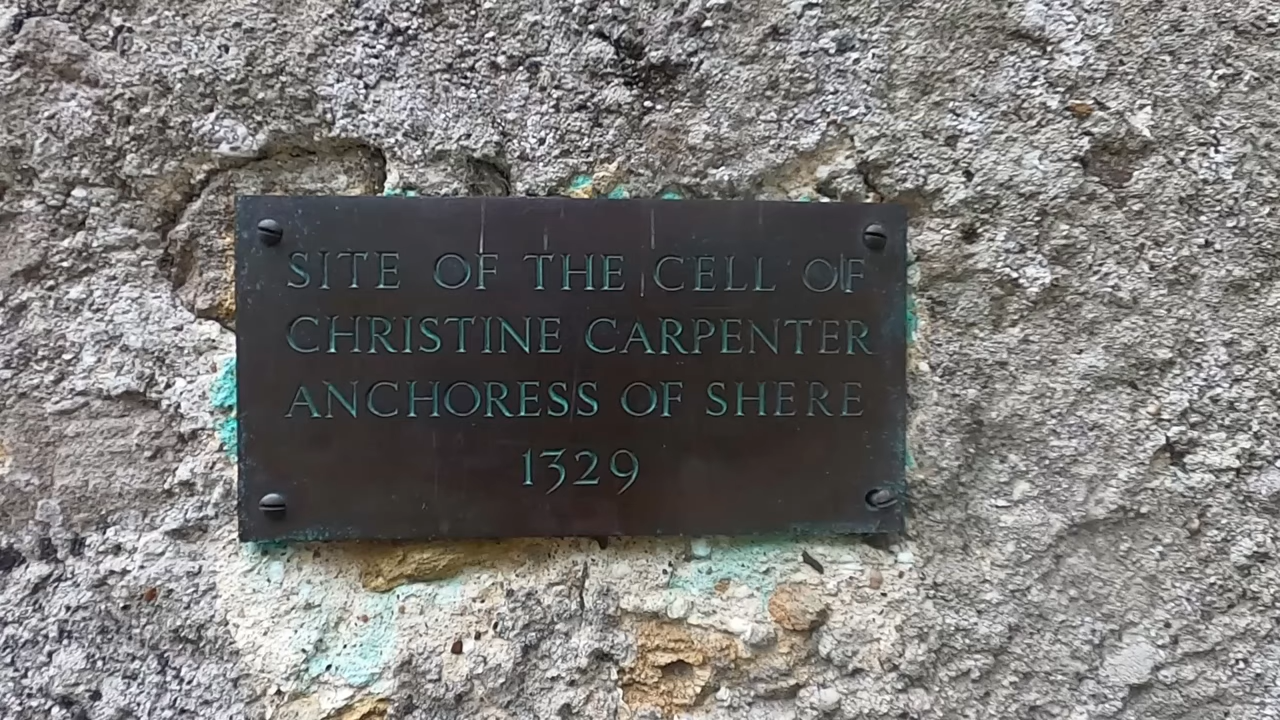 SITE OF THE CELL OF
CHRISTINE CARPENTER
ANCHORESS OF SHERE
1329